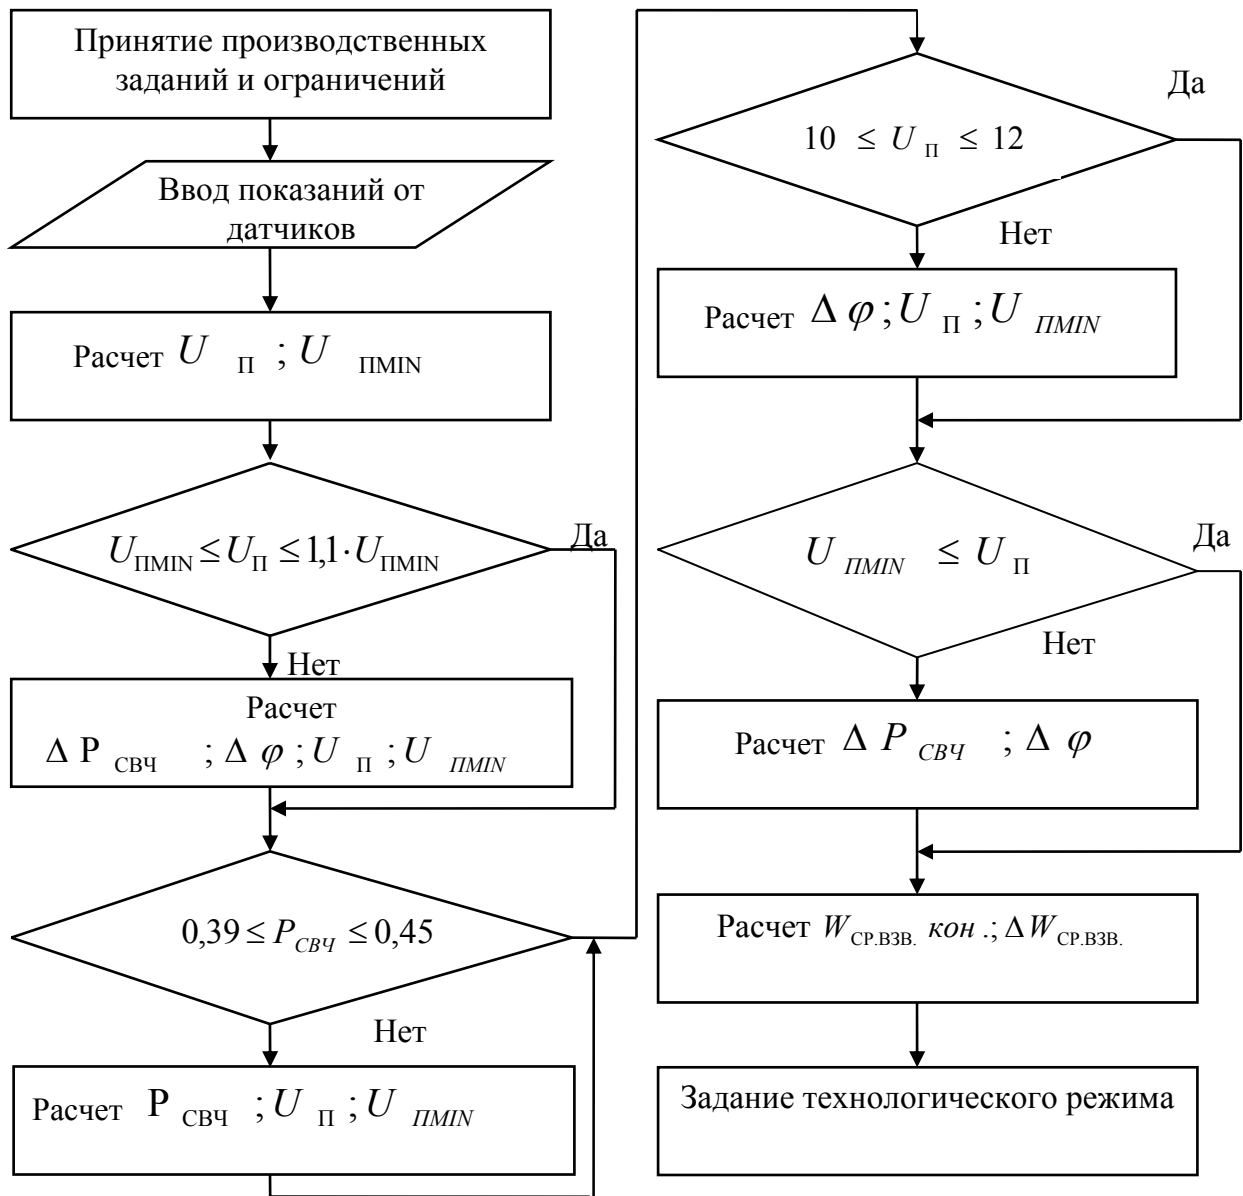 Принятие производственных
заданий и ограничений
Ввод показаний от
датчиков
Расчет U П ; U ПMIN
U ПMIN ≤ U П ≤ 1,1 · U ПMIN
Да
Нет
Расчет
Δ P СВЧ ; Δ φ ; U П ; U ПMIN
0,39 ≤ P СВЧ ≤ 0,45
Нет
Расчет P СВЧ ; U П ; U ПMIN
Да
10 ≤ U П ≤ 12
Нет
Расчет Δ φ ; U П ; U ПMIN
Да
U ПMIN ≤ U П
Нет
Расчет Δ P СВЧ ; Δ φ
Расчет W СР.ВЗВ. кон .; Δ W СР.ВЗВ.
Задание технологического режима